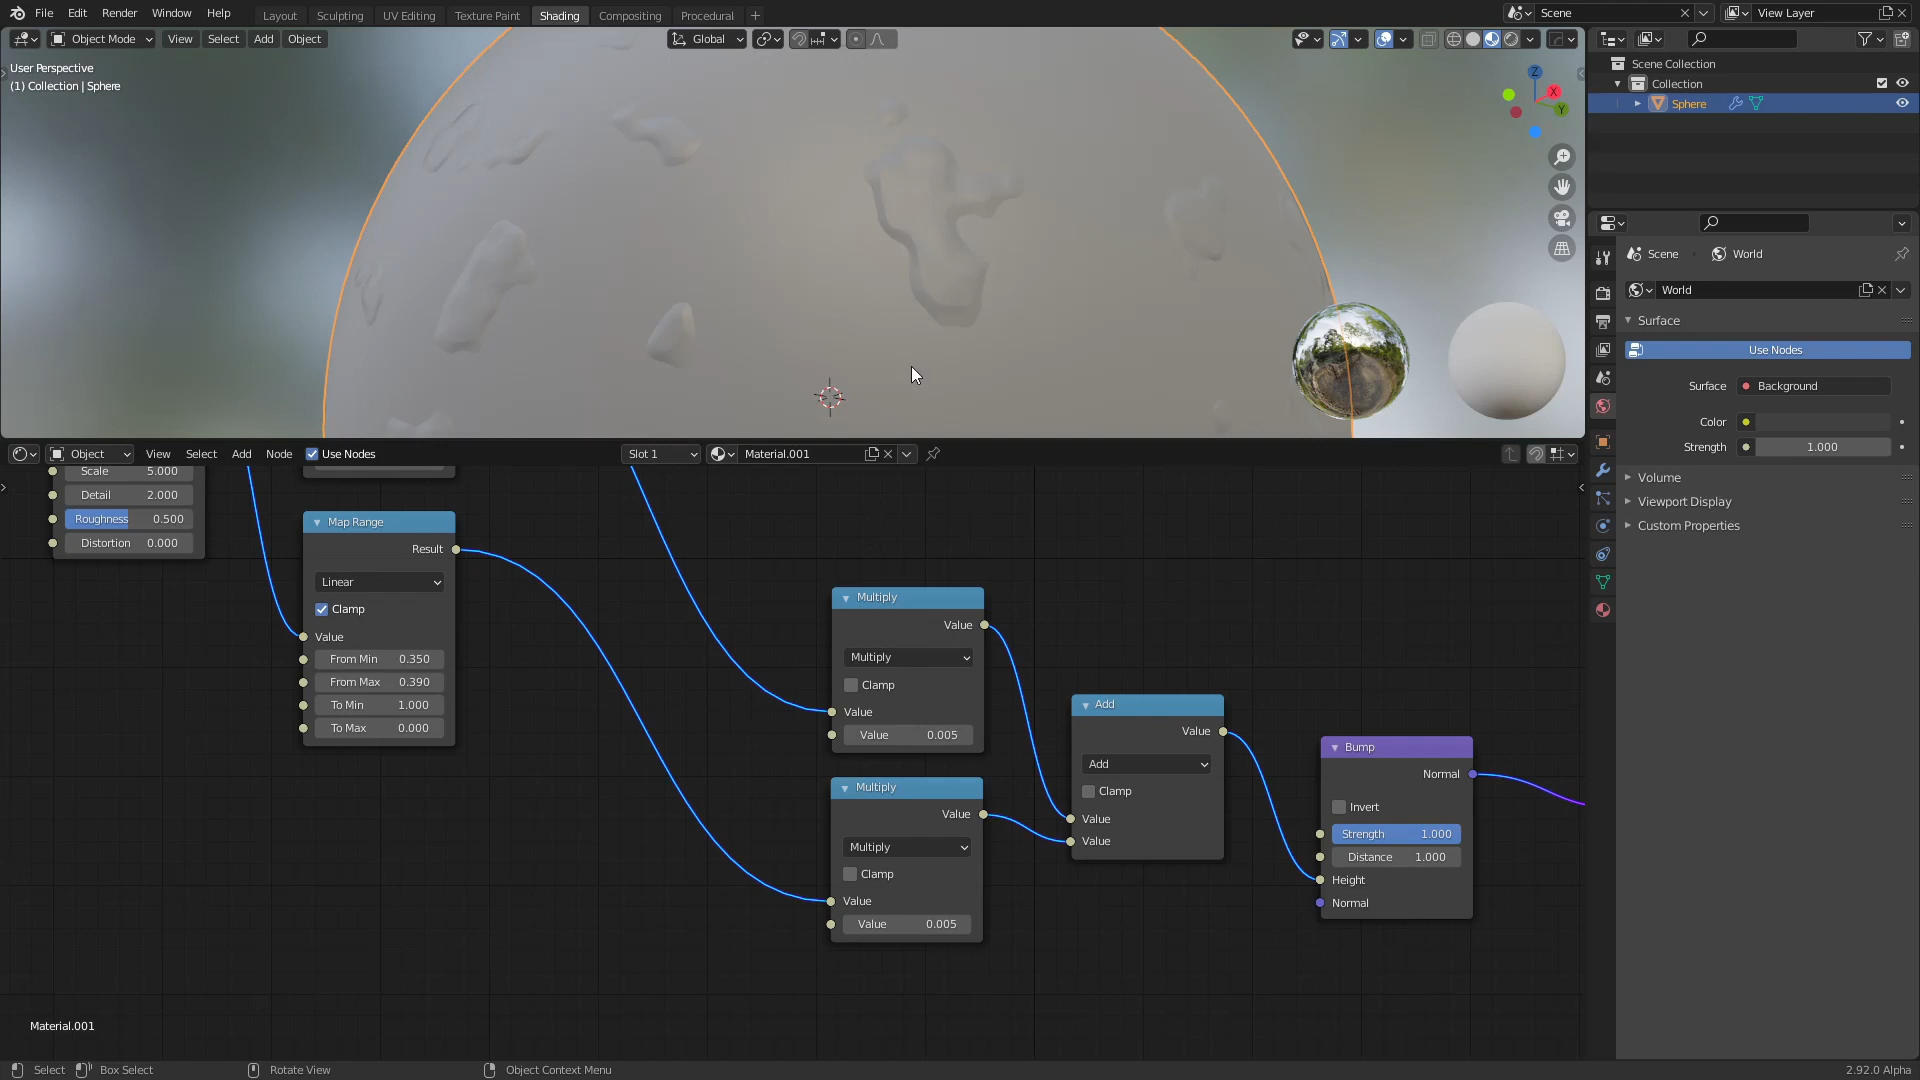 File Edit Render Window Help
Layout Sculpting UV Editing Texture Paint Shading Compositing Procedural +
Scene
View Layer
Object Mode View Select Add Object
Global
User Perspective
(1) Collection | Sphere
Z
X
Y
Scene Collection
Collection
Sphere
Scene World
World
Surface
Use Nodes
Surface Background
Color
Strength 1.000
Volume
Viewport Display
Custom Properties
Object View Select Add Node Use Nodes
Slot 1
Material.001
Scale 5.000
Detail 2.000
Roughness 0.500
Distortion 0.000
Map Range
Result
Linear
Clamp
Value
From Min 0.350
From Max 0.390
To Min 1.000
To Max 0.000
Multiply
Value
Multiply
Clamp
Value
Value 0.005
Multiply
Value
Multiply
Clamp
Value
Value 0.005
Add
Value
Add
Clamp
Value
Value
Bump
Normal
Invert
Strength 1.000
Distance 1.000
Height
Normal
Material.001
Select Box Select Rotate View Object Context Menu
2.92.0 Alpha